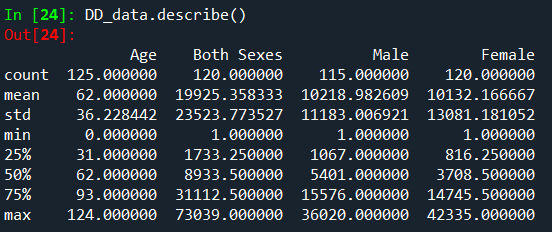 In [24]: DD_data.describe()
Out[24]:
Age Both Sexes Male Female
count 125.000000 120.000000 115.000000 120.000000
mean 62.000000 19925.358333 10218.982609 10132.166667
std 36.228442 23523.773527 11183.006921 13081.181052
min 0.000000 1.000000 1.000000 1.000000
25% 31.000000 1733.250000 1067.000000 816.250000
50% 62.000000 8933.500000 5401.000000 3708.500000
75% 93.000000 31112.500000 15576.000000 14745.500000
max 124.000000 73039.000000 36020.000000 42335.000000